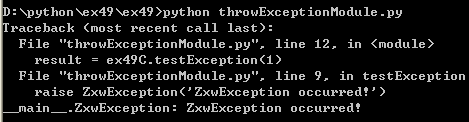 D:\python\ex49\ex49>python throwExceptionModule.py
Traceback (most recent call last):
  File "throwExceptionModule.py", line 12, in <module>
    result = ex49C.testException(1)
  File "throwExceptionModule.py", line 9, in testException
    raise ZxwException('ZxwException occurred!')
__main__.ZxwException: ZxwException occurred!